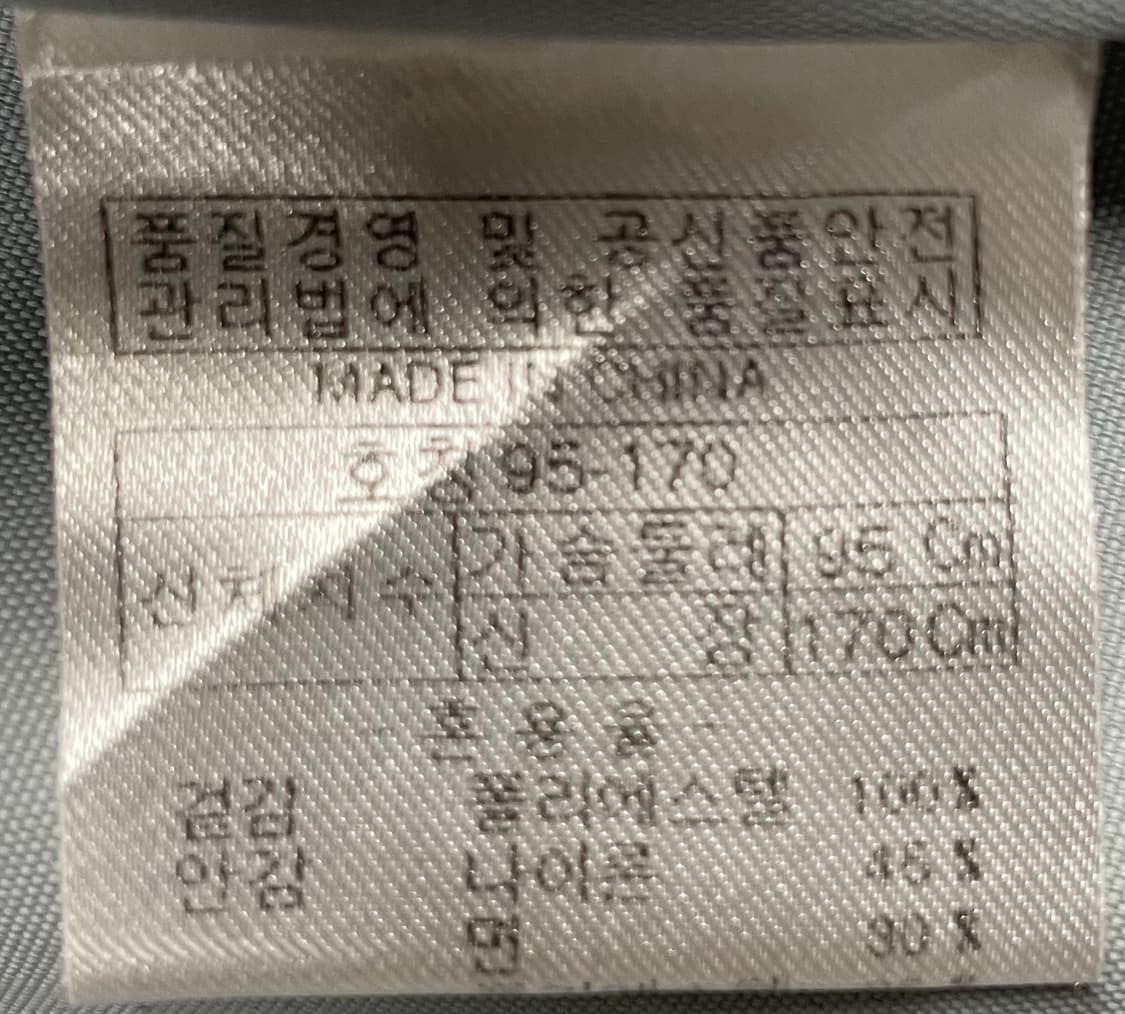 품질경영 및 공산품안전
관리법에 의한 품질표시
MADE IN CHINA
호칭 95-170
신체치수 가슴둘레 95 Cm
신 장 170Cm
- 혼 용 율 -
겉감 폴리에스텔 100%
안감 나이론
면